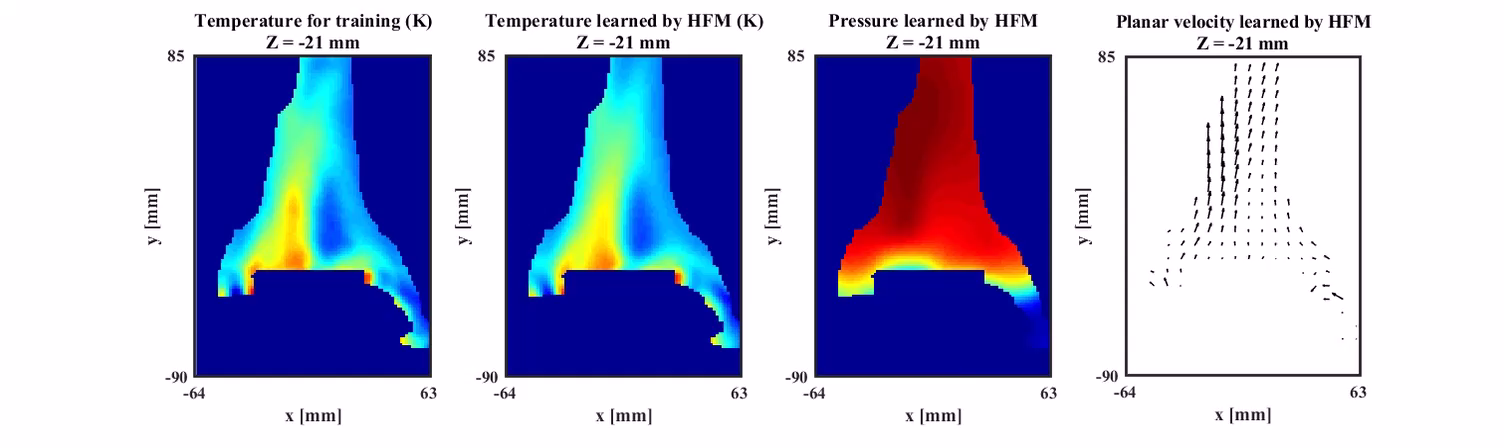 Temperature for training (K)
Z = -21 mm
85
y [mm]
-90
-64
63
x [mm]
Temperature learned by HFM (K)
Z = -21 mm
85
y [mm]
-90
-64
63
x [mm]
Pressure learned by HFM
Z = -21 mm
85
y [mm]
-90
-64
63
x [mm]
Planar velocity learned by HFM
Z = -21 mm
85
y [mm]
-90
-64
63
x [mm]